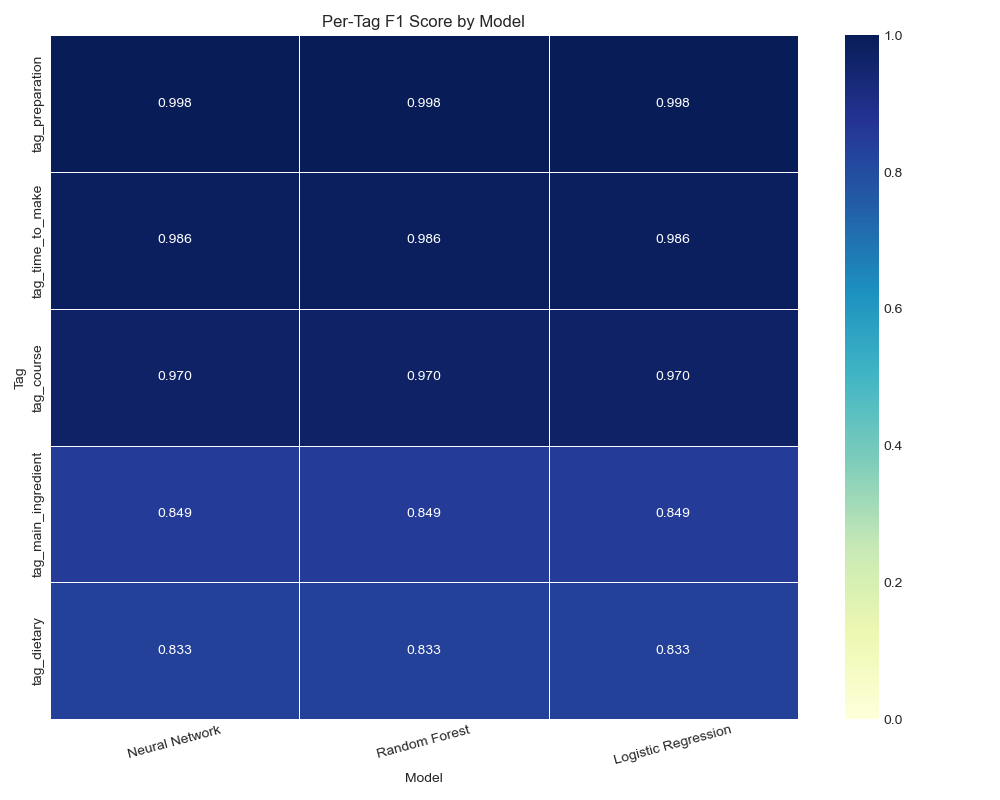 Per-Tag F1 Score by Model
Tag
tag_preparation
0.998 0.998 0.998
tag_time_to_make
0.986 0.986 0.986
tag_course
0.970 0.970 0.970
tag_main_ingredient
0.849 0.849 0.849
tag_dietary
0.833 0.833 0.833
Neural Network
Random Forest
Logistic Regression
Model
1.0
0.8
0.6
0.4
0.2
0.0